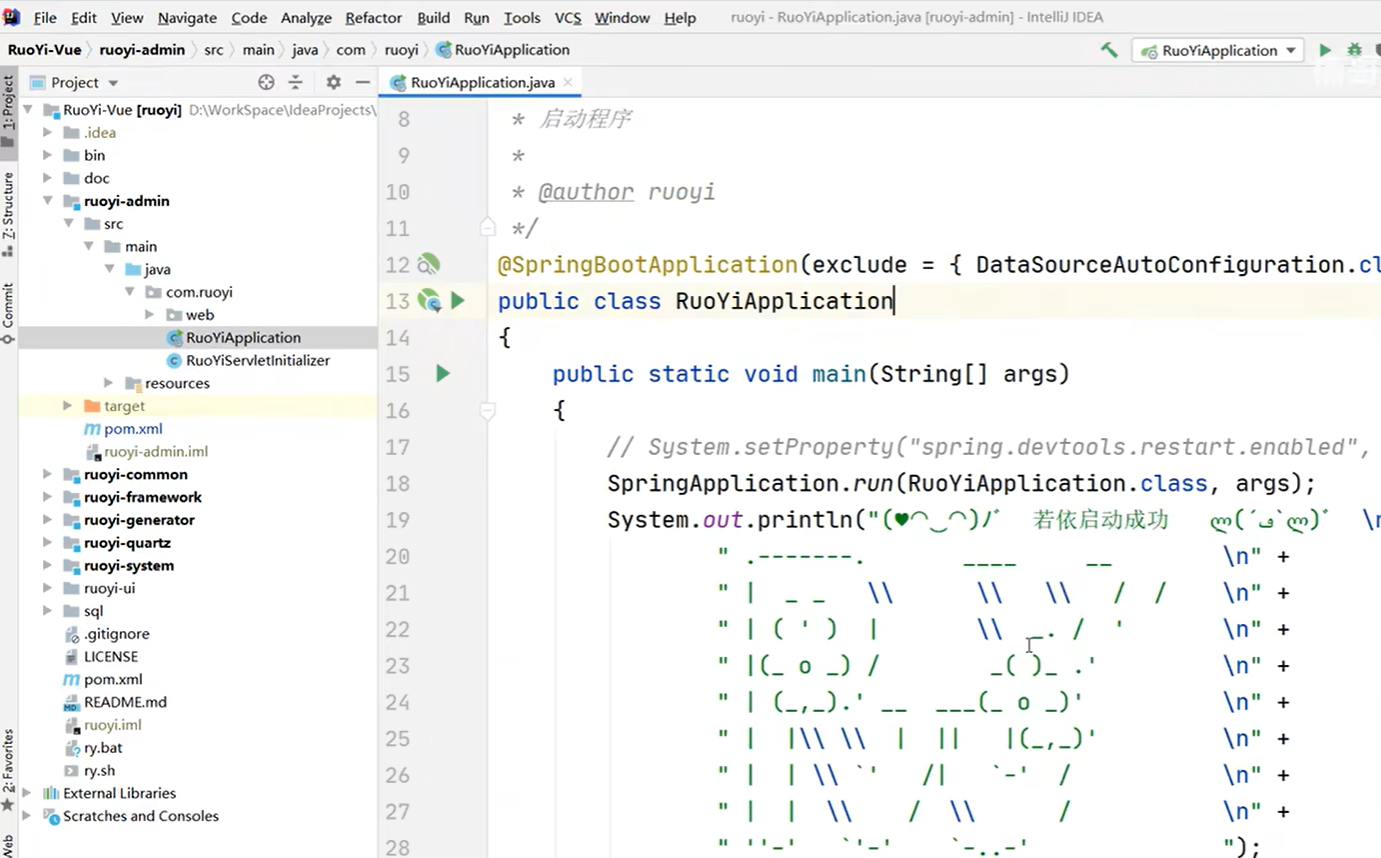 File Edit View Navigate Code Analyze Refactor Build Run Tools VCS Window Help ruoyi - RuoYiApplication.java [ruoyi-admin] - IntelliJ IDEA
RuoYi-Vue ruoyi-admin src main java com ruoyi RuoYiApplication RuoYiApplication
1: Project
Z: Structure
Commit
2: Favorites
Web
Project
RuoYi-Vue [ruoyi] D:\WorkSpace\IdeaProjects\
.idea
bin
doc
ruoyi-admin
src
main
java
com.ruoyi
web
RuoYiApplication
RuoYiServletInitializer
resources
target
pom.xml
ruoyi-admin.iml
ruoyi-common
ruoyi-framework
ruoyi-generator
ruoyi-quartz
ruoyi-system
ruoyi-ui
sql
.gitignore
LICENSE
pom.xml
README.md
ruoyi.iml
ry.bat
ry.sh
External Libraries
Scratches and Consoles
RuoYiApplication.java
8 * 启动程序
9 *
10 * @author ruoyi
11 */
12 @SpringBootApplication(exclude = { DataSourceAutoConfiguration.cl
13 public class RuoYiApplication
14 {
15 public static void main(String[] args)
16 {
17 // System.setProperty("spring.devtools.restart.enabled",
18 SpringApplication.run(RuoYiApplication.class, args);
19 System.out.println("(♥◠‿◠)ﾉﾞ 若依启动成功 ლ(´ڡ`ლ)ﾞ \n
20 " .-------. ____ __ \n" +
21 " | _ _ \\ \\ \\ / / \n" +
22 " | ( ' ) | \\ _. / ' \n" +
23 " |(_ o _) / _( )_ .' \n" +
24 " | (_,_).' __ ___(_ o _)' \n" +
25 " | |\\ \\ | || |(_,_)' \n" +
26 " | | \\ `' /| `-' / \n" +
27 " | | \\ / \\ / \n" +
28 " ''-' `'-' `-..-' ");